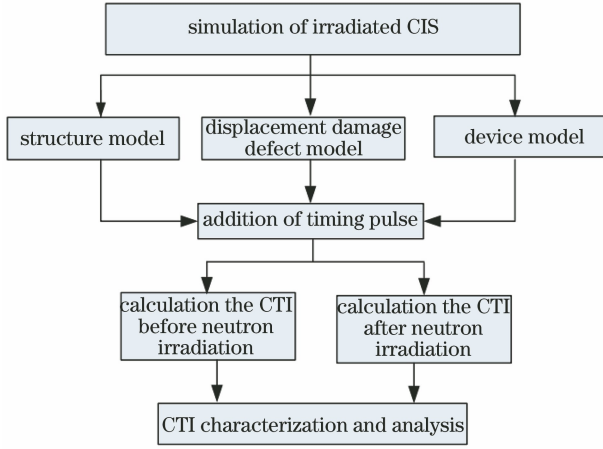 simulation of irradiated CIS
structure model
displacement damage
defect model
device model
addition of timing pulse
calculation the CTI
before neutron
irradiation
calculation the CTI
after neutron
irradiation
CTI characterization and analysis